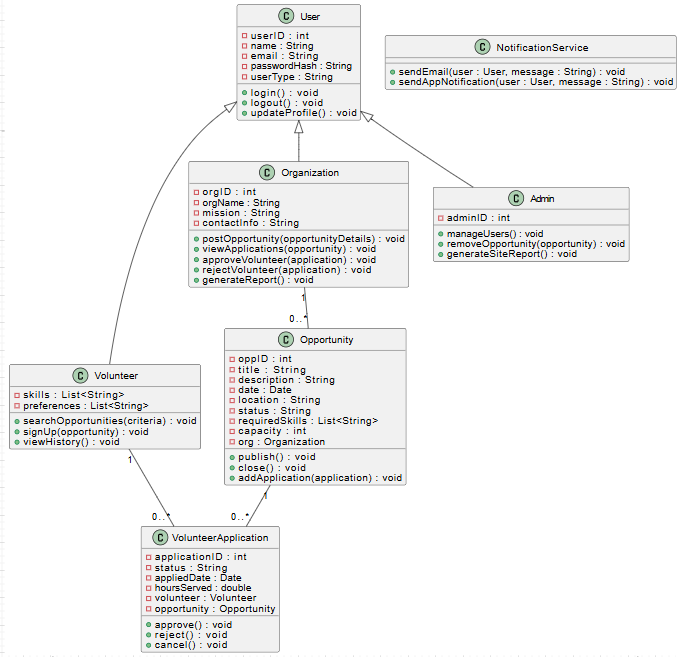 C User
userID : int
name : String
email : String
passwordHash : String
userType : String
login() : void
logout() : void
updateProfile() : void
C NotificationService
sendEmail(user : User, message : String) : void
sendAppNotification(user : User, message : String) : void
C Organization
orgID : int
orgName : String
mission : String
contactInfo : String
postOpportunity(opportunityDetails) : void
viewApplications(opportunity) : void
approveVolunteer(application) : void
rejectVolunteer(application) : void
generateReport() : void
C Admin
adminID : int
manageUsers() : void
removeOpportunity(opportunity) : void
generateSiteReport() : void
1
0..*
C Opportunity
oppID : int
title : String
description : String
date : Date
location : String
status : String
requiredSkills : List<String>
capacity : int
org : Organization
publish() : void
close() : void
addApplication(application) : void
C Volunteer
skills : List<String>
preferences : List<String>
searchOpportunities(criteria) : void
signUp(opportunity) : void
viewHistory() : void
1
1
0..*
0..*
C VolunteerApplication
applicationID : int
status : String
appliedDate : Date
hoursServed : double
volunteer : Volunteer
opportunity : Opportunity
approve() : void
reject() : void
cancel() : void